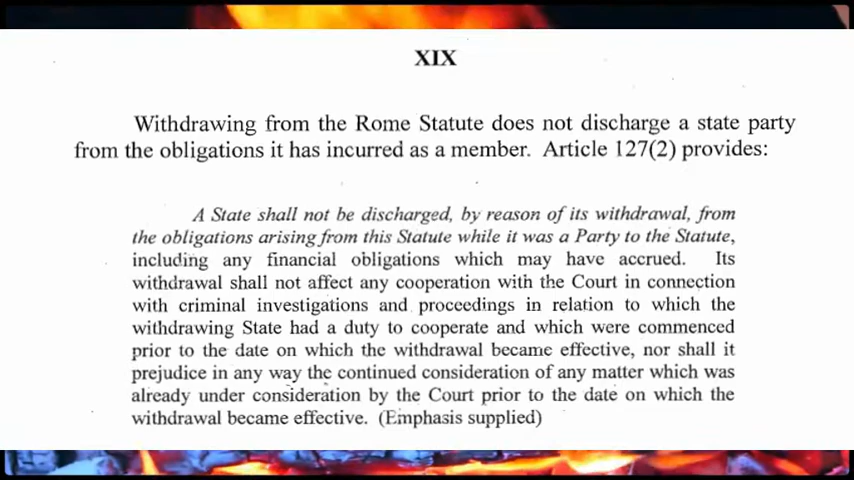 XIX
Withdrawing from the Rome Statute does not discharge a state party
from the obligations it has incurred as a member. Article 127(2) provides:
A State shall not be discharged, by reason of its withdrawal, from
the obligations arising from this Statute while it was a Party to the Statute,
including any financial obligations which may have accrued. Its
withdrawal shall not affect any cooperation with the Court in connection
with criminal investigations and proceedings in relation to which the
withdrawing State had a duty to cooperate and which were commenced
prior to the date on which the withdrawal became effective, nor shall it
prejudice in any way the continued consideration of any matter which was
already under consideration by the Court prior to the date on which the
withdrawal became effective. (Emphasis supplied)